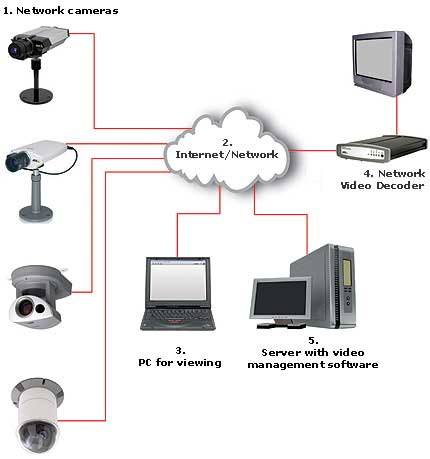 1. Network cameras
2.
Internet/Network
4. Network
Video Decoder
3.
PC for viewing
5.
Server with video
management software